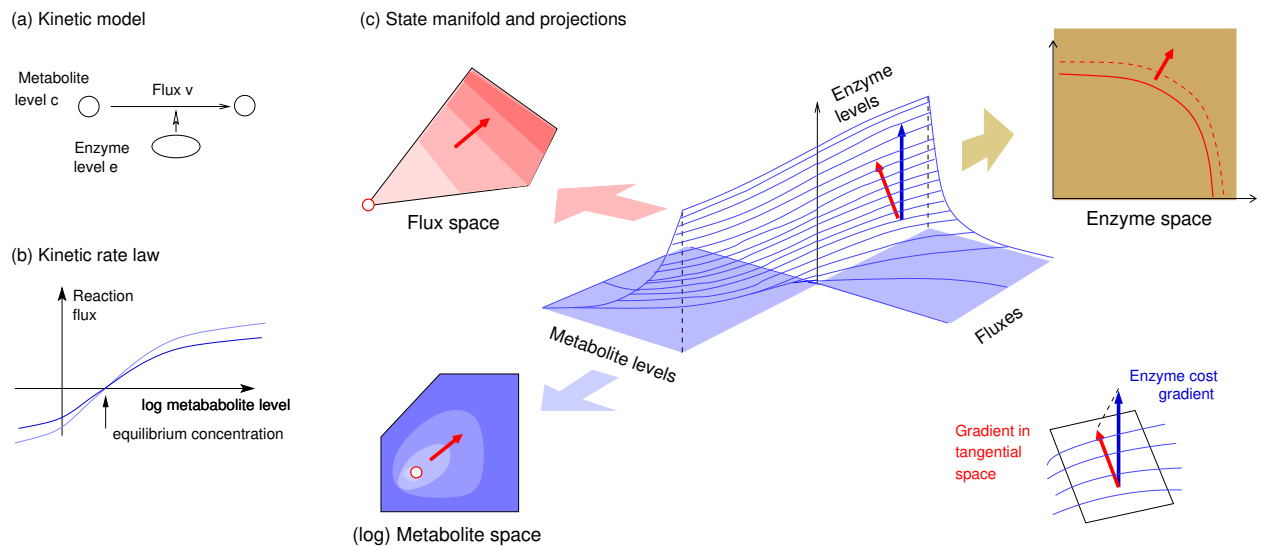 (a) Kinetic model
Metabolite
level c
Flux v
Enzyme
level e
(b) Kinetic rate law
Reaction
flux
log metababolite level
equilibrium concentration
(c) State manifold and projections
Flux space
Enzyme
levels
Metabolite levels
Fluxes
Enzyme space
(log) Metabolite space
Enzyme cost
gradient
Gradient in
tangential
space